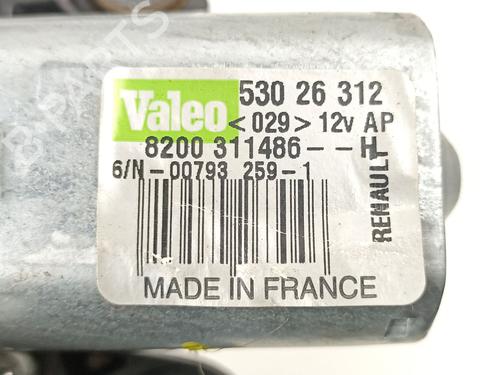 Valeo 530 26 312
<029> 12v AP
8200 311486--H
6/N-00793 259-1
RENAULT
MADE IN FRANCE